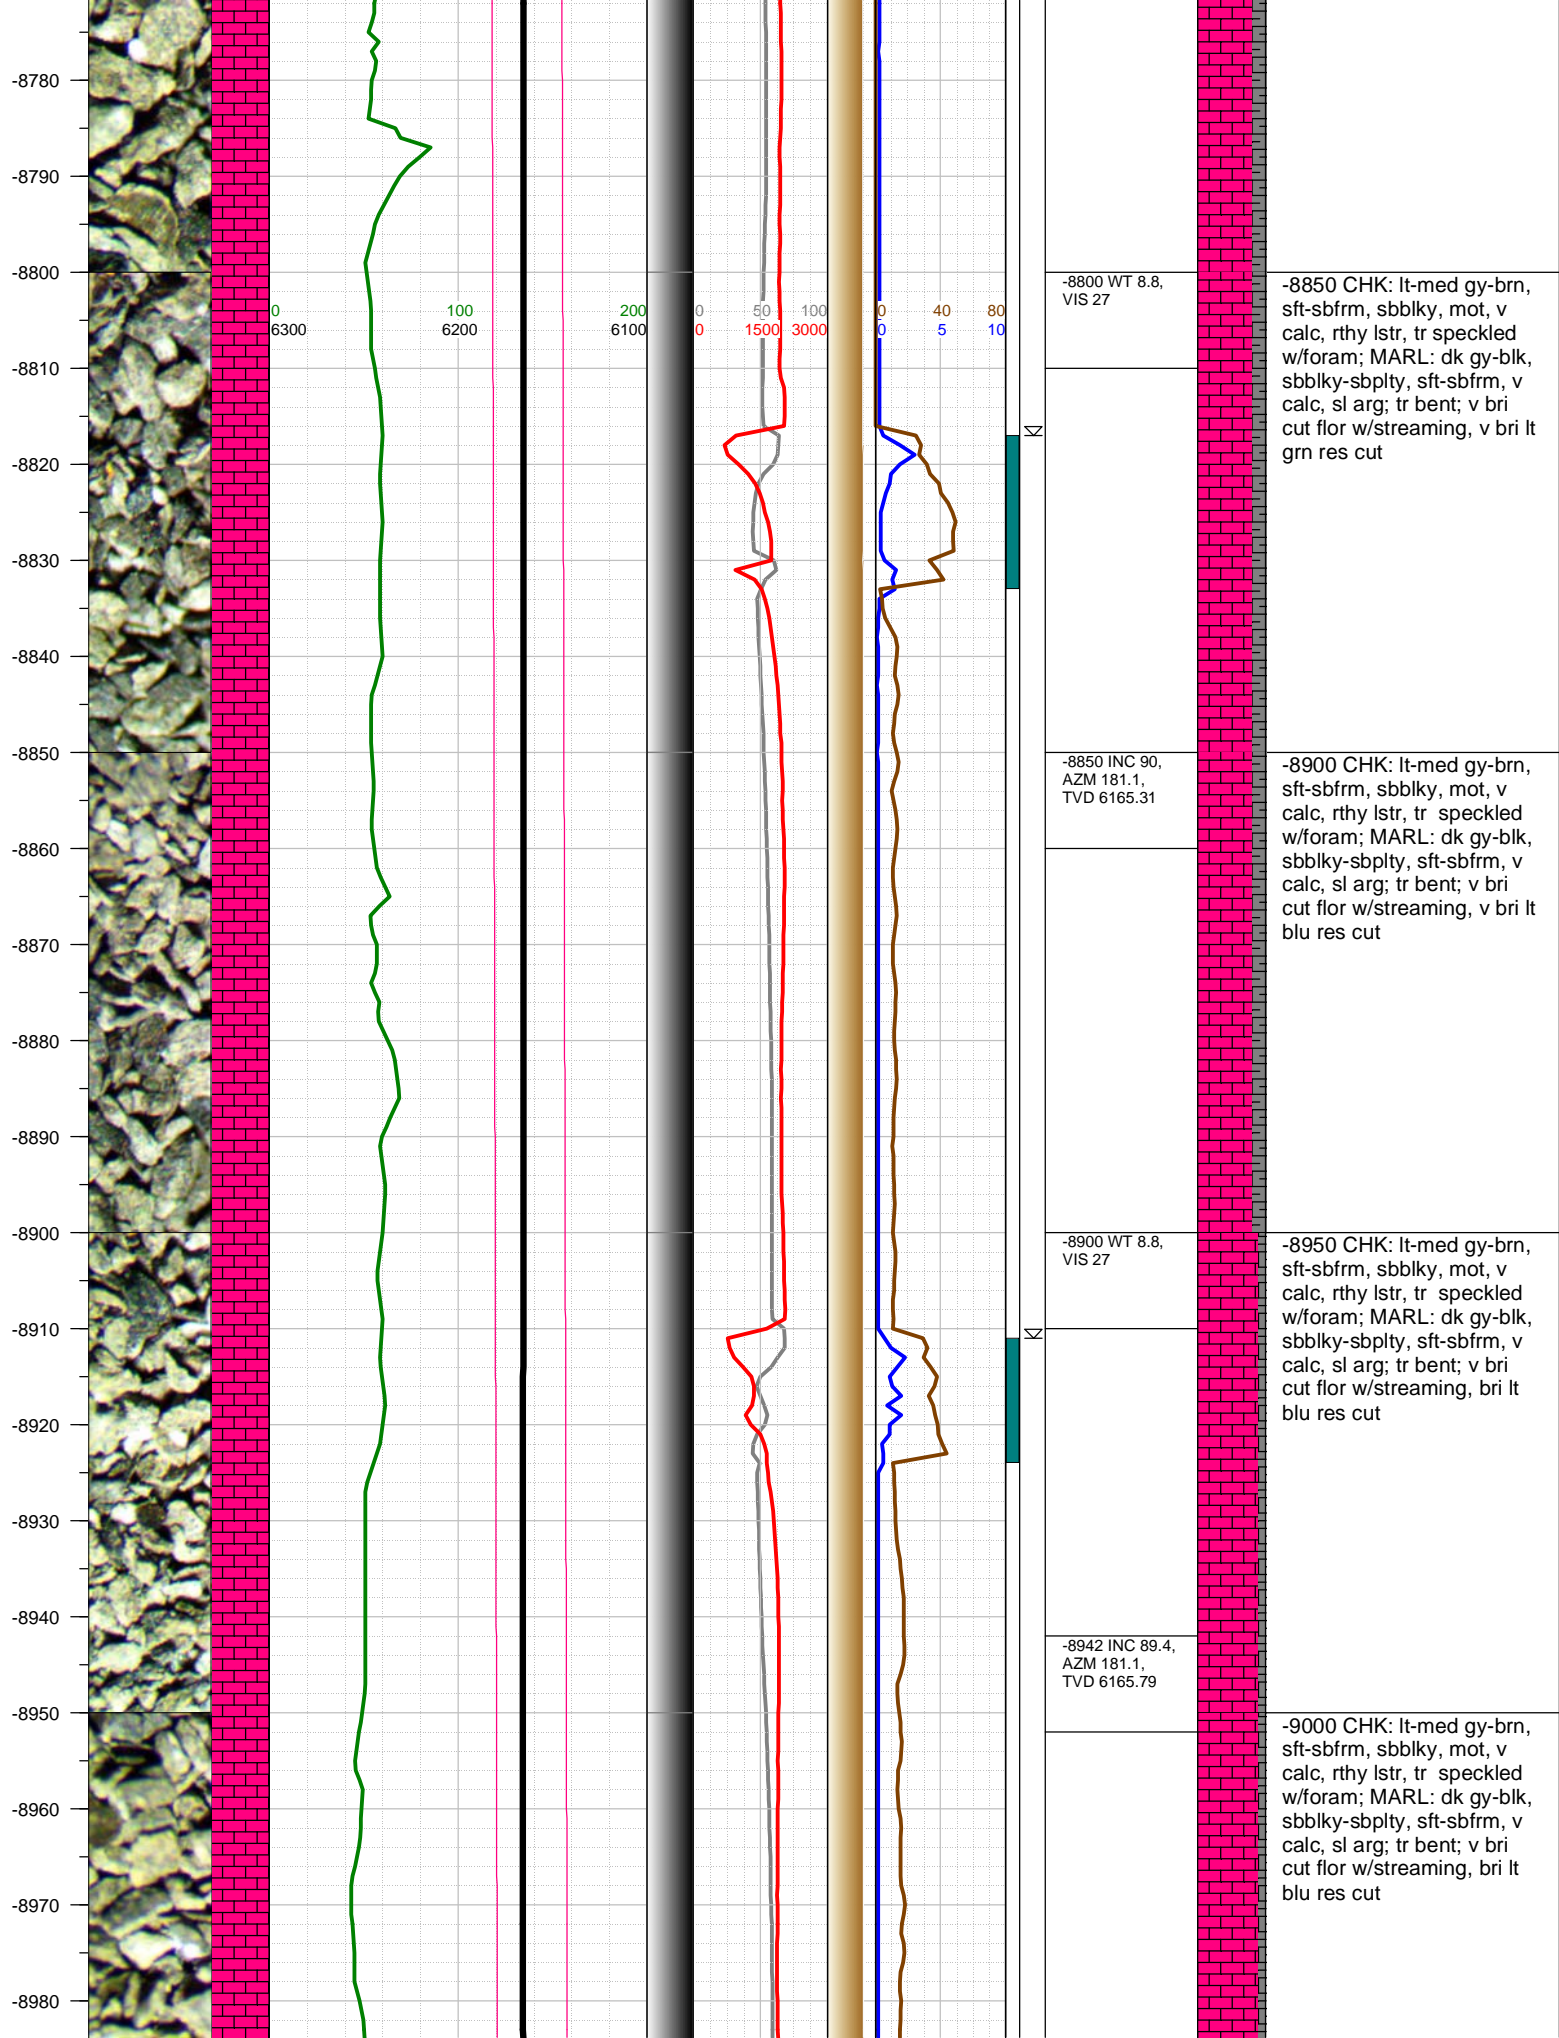 -8780
-8790
-8800
-8810
-8820
-8830
-8840
-8850
-8860
-8870
-8880
-8890
-8900
-8910
-8920
-8930
-8940
-8950
-8960
-8970
-8980
0 100 200
6300 6200 6100
0 50 100
0 1500 3000
0 40 80
0 5 10
-8800 WT 8.8,
VIS 27
-8850 INC 90,
AZM 181.1,
TVD 6165.31
-8900 WT 8.8,
VIS 27
-8942 INC 89.4,
AZM 181.1,
TVD 6165.79
-8850 CHK: lt-med gy-brn,
sft-sbfrm, sbblky, mot, v
calc, rthy lstr, tr speckled
w/foram; MARL: dk gy-blk,
sbblky-sbplty, sft-sbfrm, v
calc, sl arg; tr bent; v bri
cut flor w/streaming, v bri lt
grn res cut
-8900 CHK: lt-med gy-brn,
sft-sbfrm, sbblky, mot, v
calc, rthy lstr, tr speckled
w/foram; MARL: dk gy-blk,
sbblky-sbplty, sft-sbfrm, v
calc, sl arg; tr bent; v bri
cut flor w/streaming, v bri lt
blu res cut
-8950 CHK: lt-med gy-brn,
sft-sbfrm, sbblky, mot, v
calc, rthy lstr, tr speckled
w/foram; MARL: dk gy-blk,
sbblky-sbplty, sft-sbfrm, v
calc, sl arg; tr bent; v bri
cut flor w/streaming, bri lt
blu res cut
-9000 CHK: lt-med gy-brn,
sft-sbfrm, sbblky, mot, v
calc, rthy lstr, tr speckled
w/foram; MARL: dk gy-blk,
sbblky-sbplty, sft-sbfrm, v
calc, sl arg; tr bent; v bri
cut flor w/streaming, bri lt
blu res cut